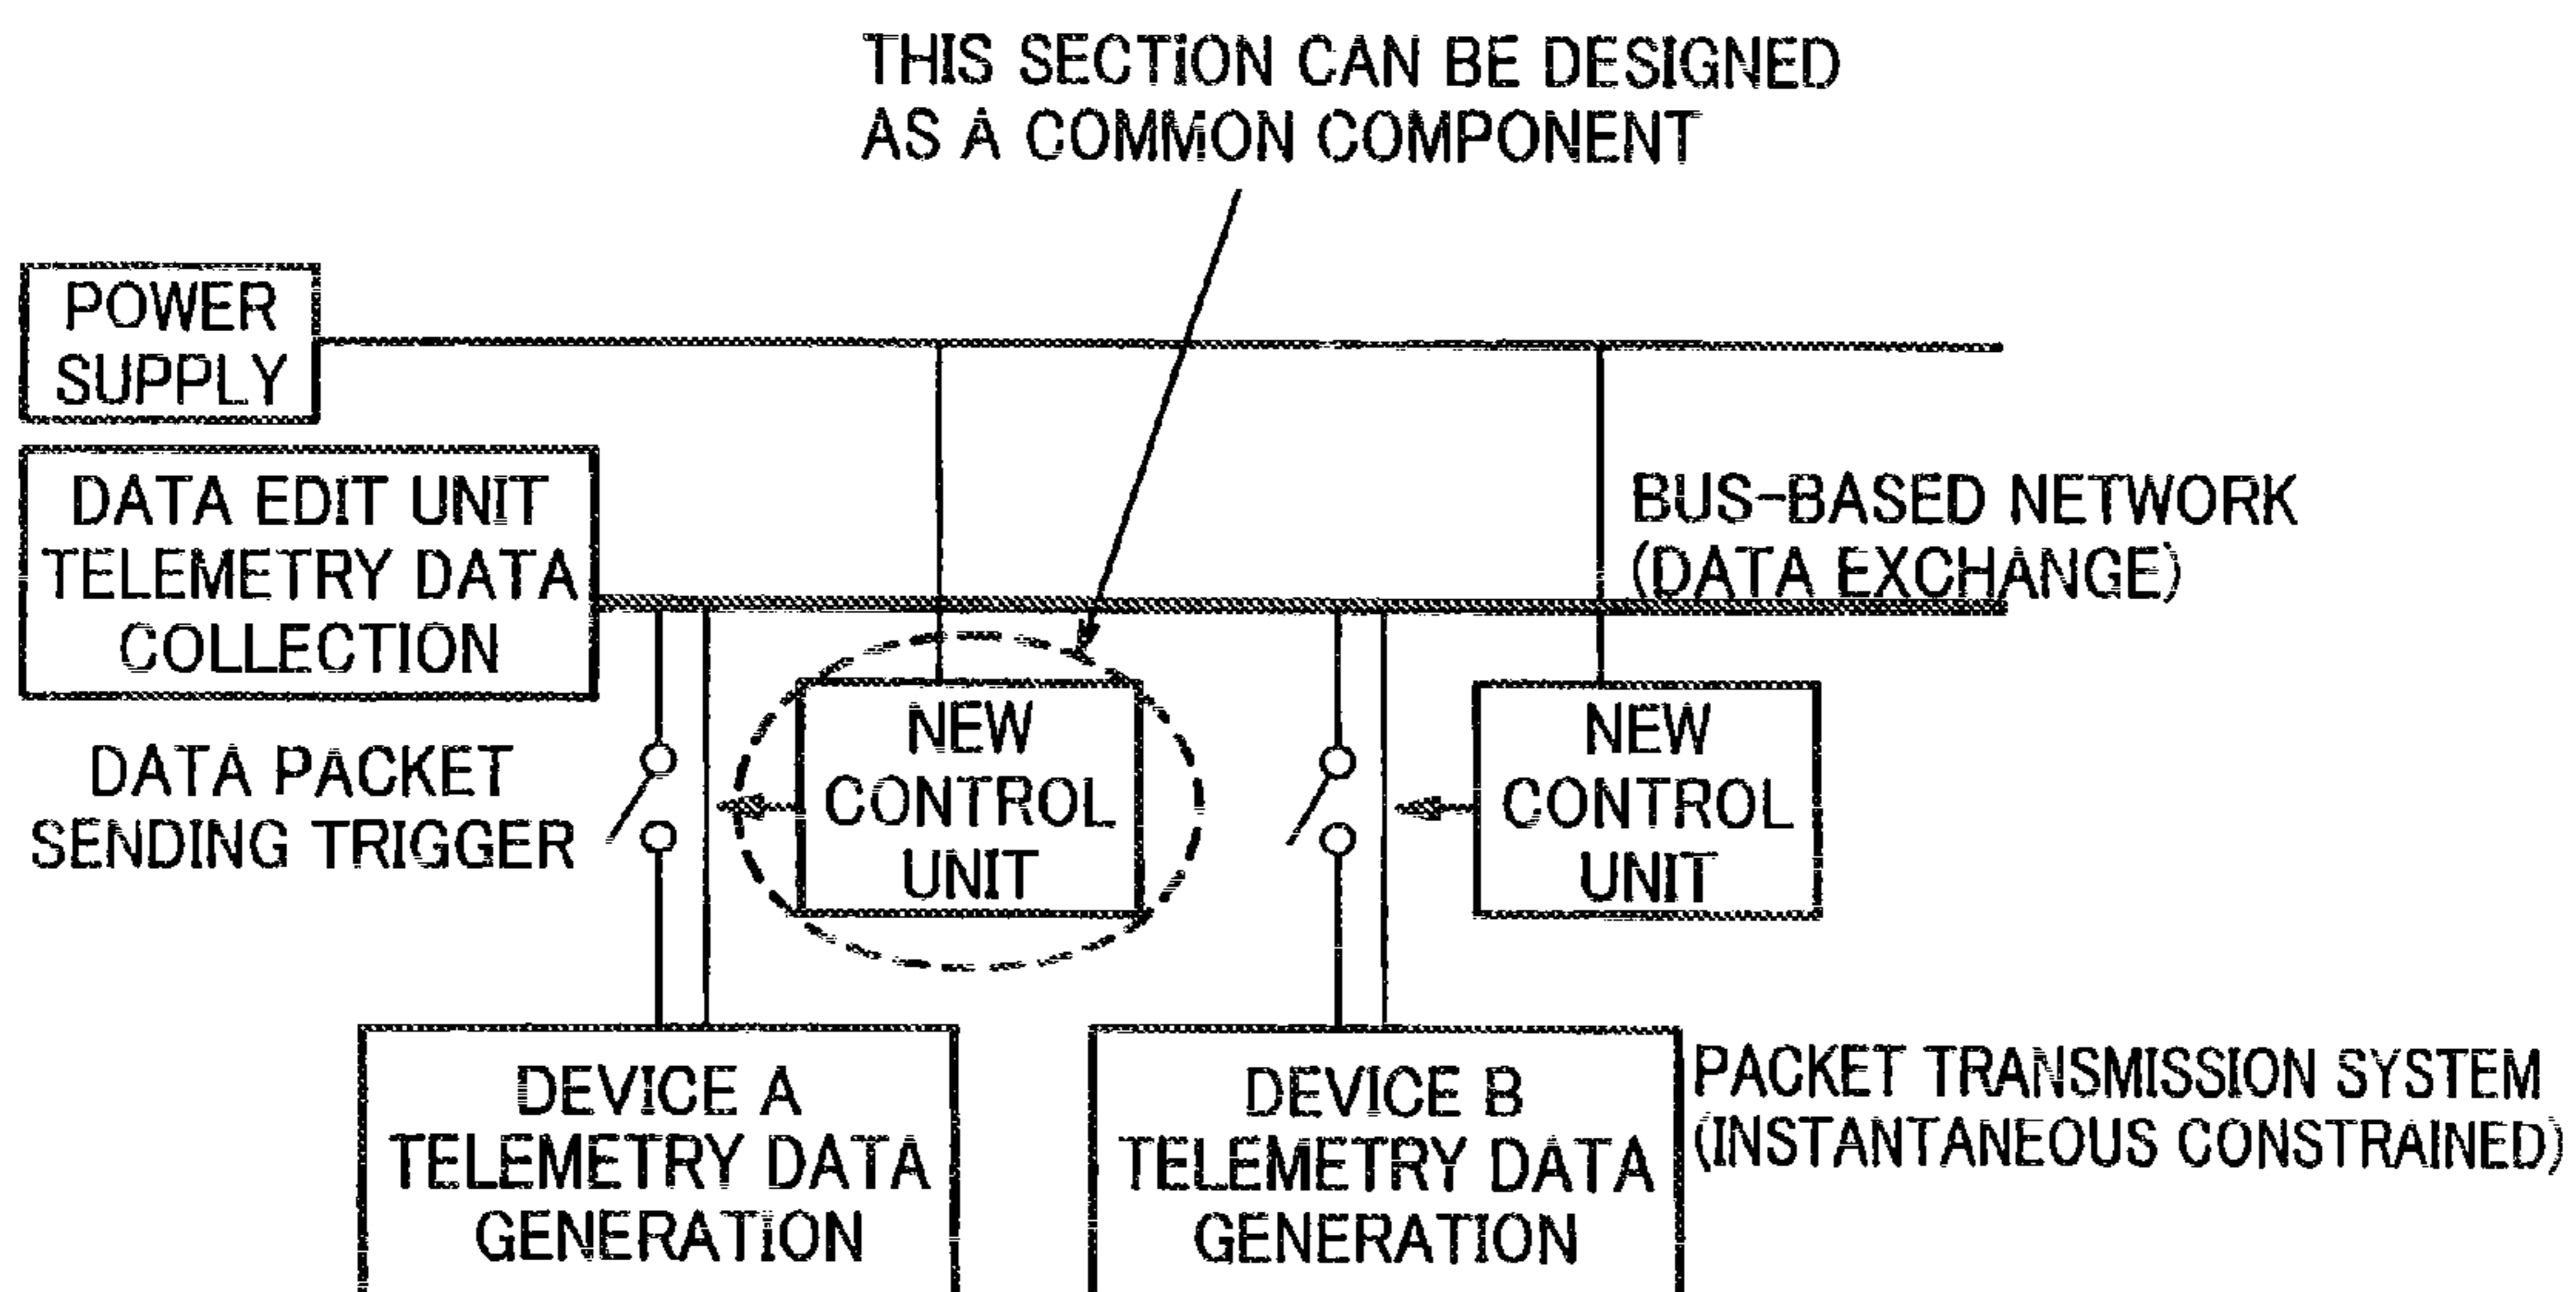 THIS SECTION CAN BE DESIGNED
AS A COMMON COMPONENT
POWER
SUPPLY
DATA EDIT UNIT
TELEMETRY DATA
COLLECTION
BUS-BASED NETWORK
(DATA EXCHANGE)
DATA PACKET
SENDING TRIGGER
NEW
CONTROL
UNIT
NEW
CONTROL
UNIT
DEVICE A
TELEMETRY DATA
GENERATION
DEVICE B
TELEMETRY DATA
GENERATION
PACKET TRANSMISSION SYSTEM
(INSTANTANEOUS CONSTRAINED)